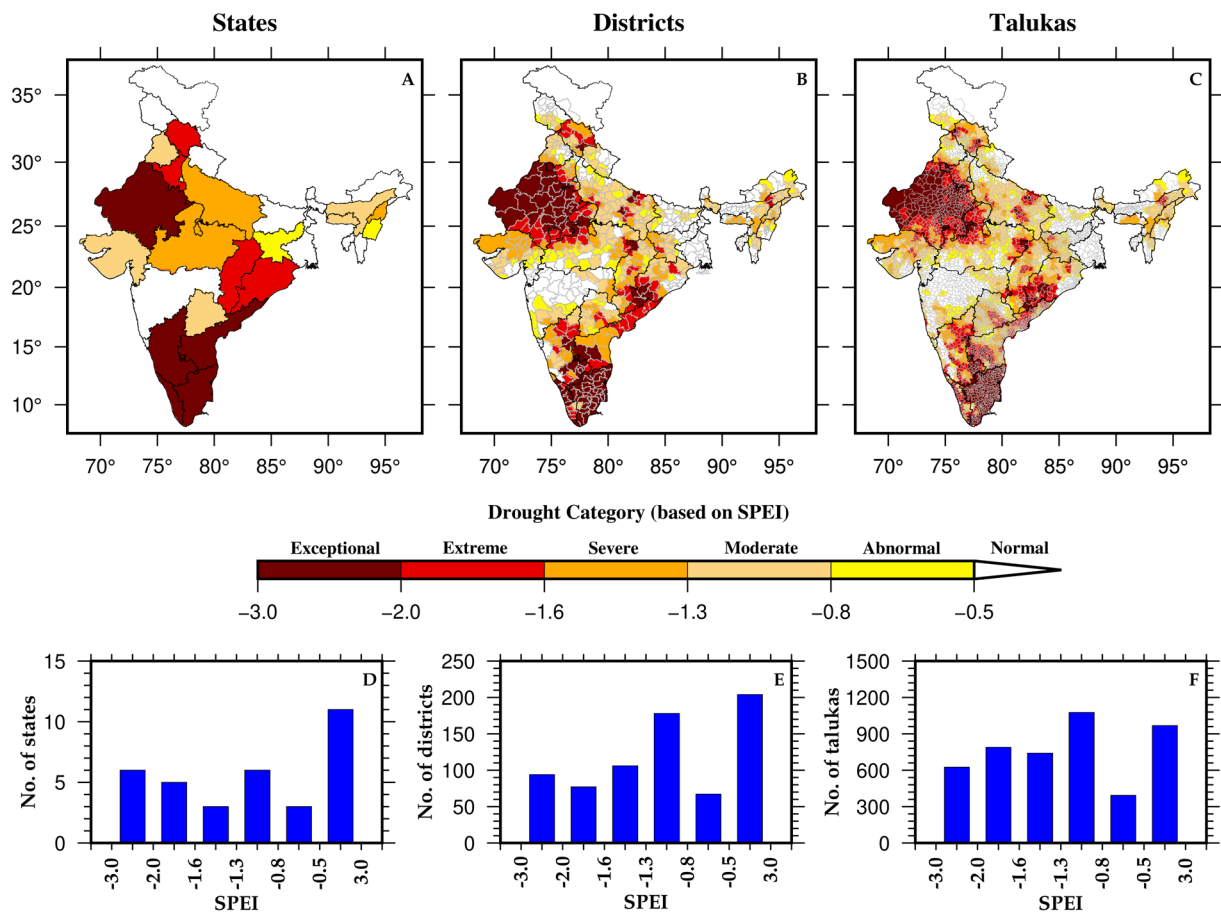 States Districts Talukas
A B C
35° 30° 25° 20° 15° 10°
35° 30° 25° 20° 15° 10°
70° 75° 80° 85° 90° 95° 70° 75° 80° 85° 90° 95° 70° 75° 80° 85° 90° 95°
Drought Category (based on SPEI)
Exceptional Extreme Severe Moderate Abnormal Normal
−3.0 −2.0 −1.6 −1.3 −0.8 −0.5
D
No. of states
15
10
5
0
-3.0 -2.0 -1.6 -1.3 -0.8 -0.5 3.0
SPEI
E
No. of districts
250
200
150
100
50
0
-3.0 -2.0 -1.6 -1.3 -0.8 -0.5 3.0
SPEI
F
No. of talukas
1500
1200
900
600
300
0
-3.0 -2.0 -1.6 -1.3 -0.8 -0.5 3.0
SPEI